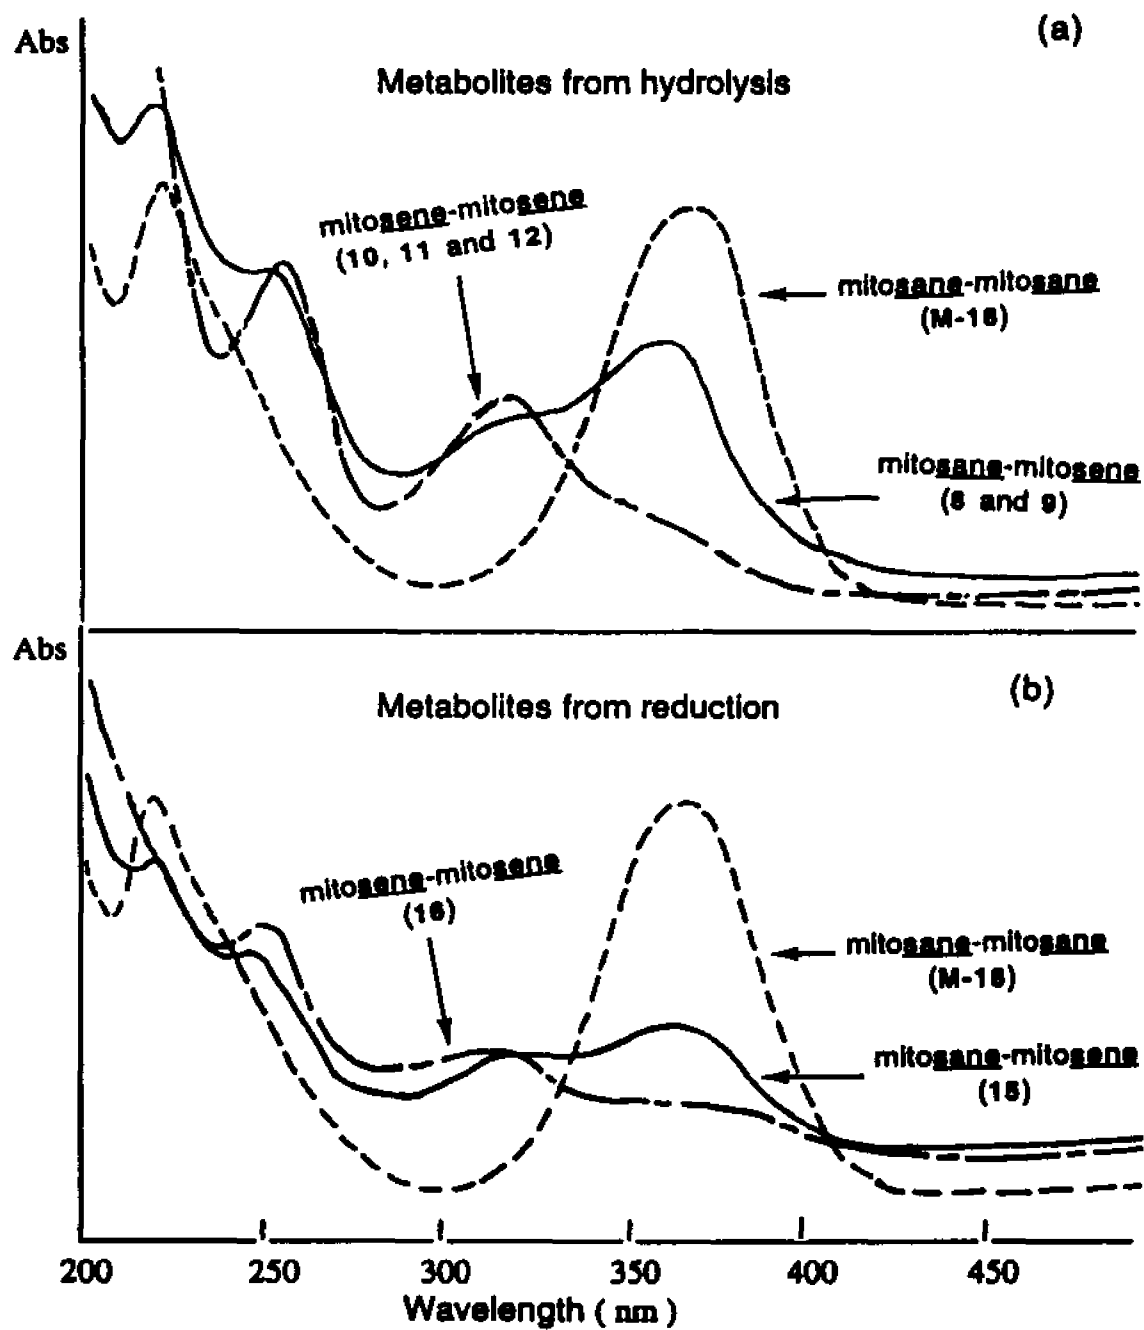 Abs
(a)
Metabolites from hydrolysis
mitosene-mitosene
(10, 11 and 12)
mitosane-mitosane
(M-16)
mitosane-mitosene
(8 and 9)
Abs
(b)
Metabolites from reduction
mitosene-mitosene
(16)
mitosane-mitosane
(M-16)
mitosane-mitosene
(15)
200 250 300 350 400 450
Wavelength ( nm )